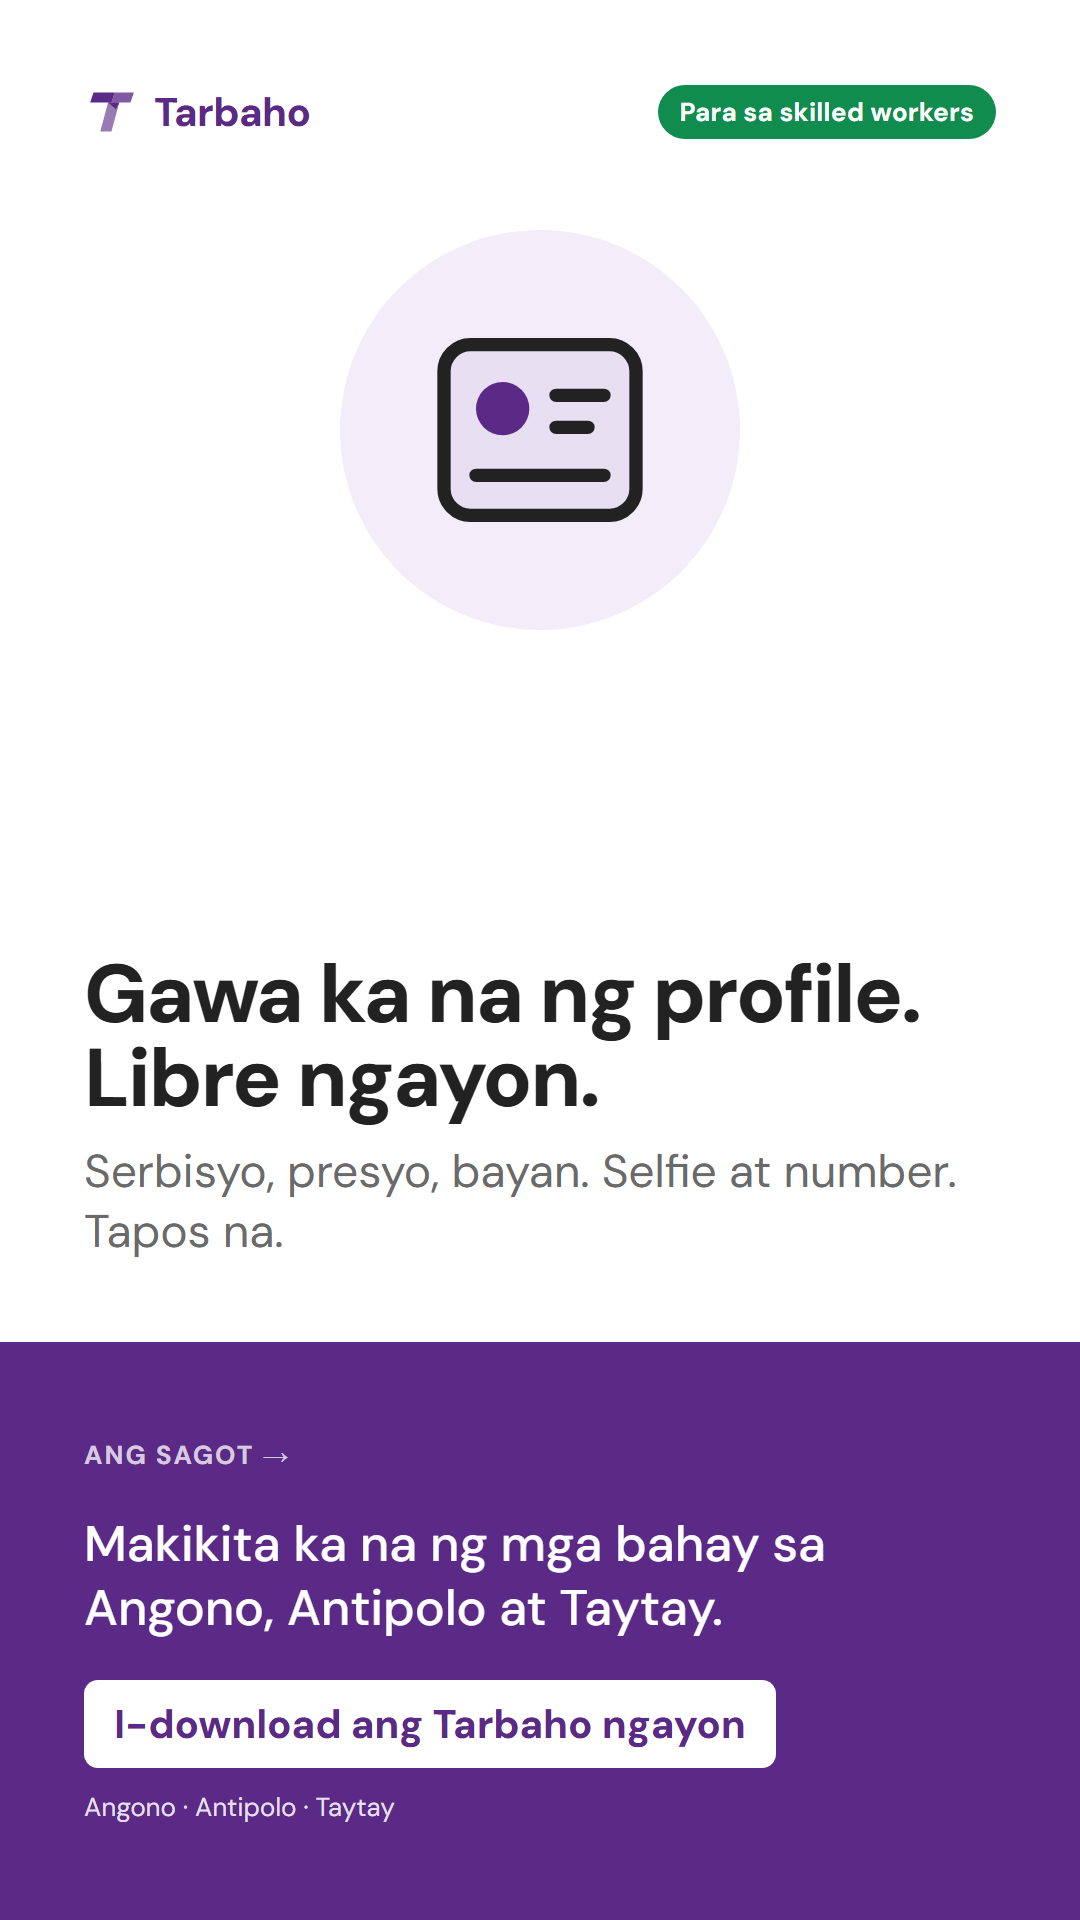 Tarbaho
Para sa skilled workers
Gawa ka na ng profile.
Libre ngayon.
Serbisyo, presyo, bayan. Selfie at number.
Tapos na.
ANG SAGOT →
Makikita ka na ng mga bahay sa
Angono, Antipolo at Taytay.
I-download ang Tarbaho ngayon
Angono · Antipolo · Taytay